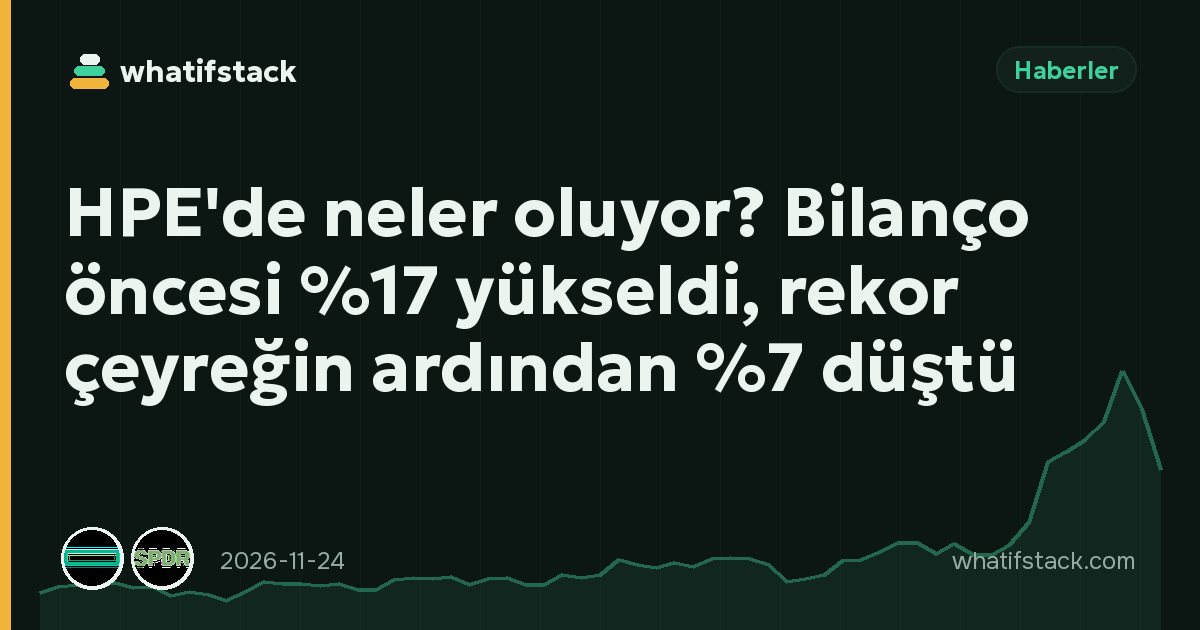 whatifstack
Haberler
HPE'de neler oluyor? Bilanço
öncesi %17 yükseldi, rekor
çeyreğin ardından %7 düştü
SPDR
2026-11-24
whatifstack.com